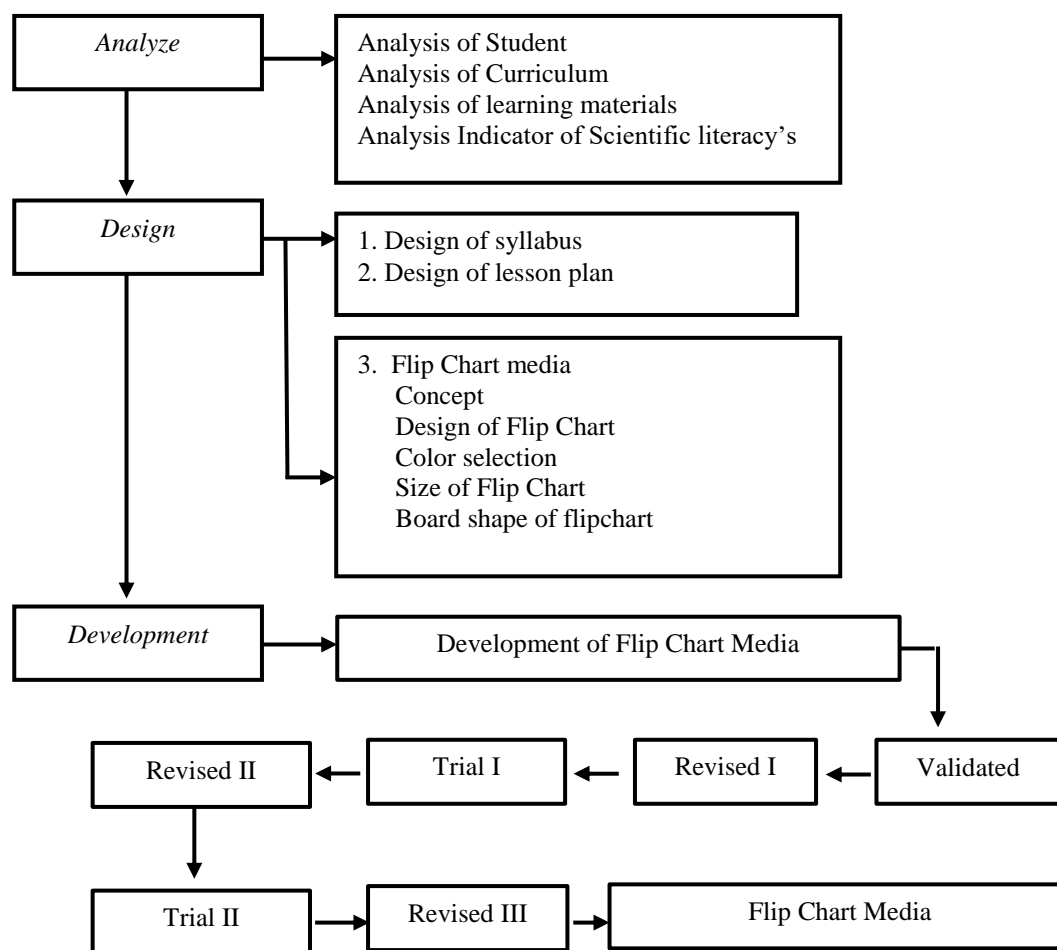 Analyze
Analysis of Student
Analysis of Curriculum
Analysis of learning materials
Analysis Indicator of Scientific literacy’s
Design
1. Design of syllabus
2. Design of lesson plan
3. Flip Chart media
Concept
Design of Flip Chart
Color selection
Size of Flip Chart
Board shape of flipchart
Development
Development of Flip Chart Media
Revised II
Trial I
Revised I
Validated
Trial II
Revised III
Flip Chart Media